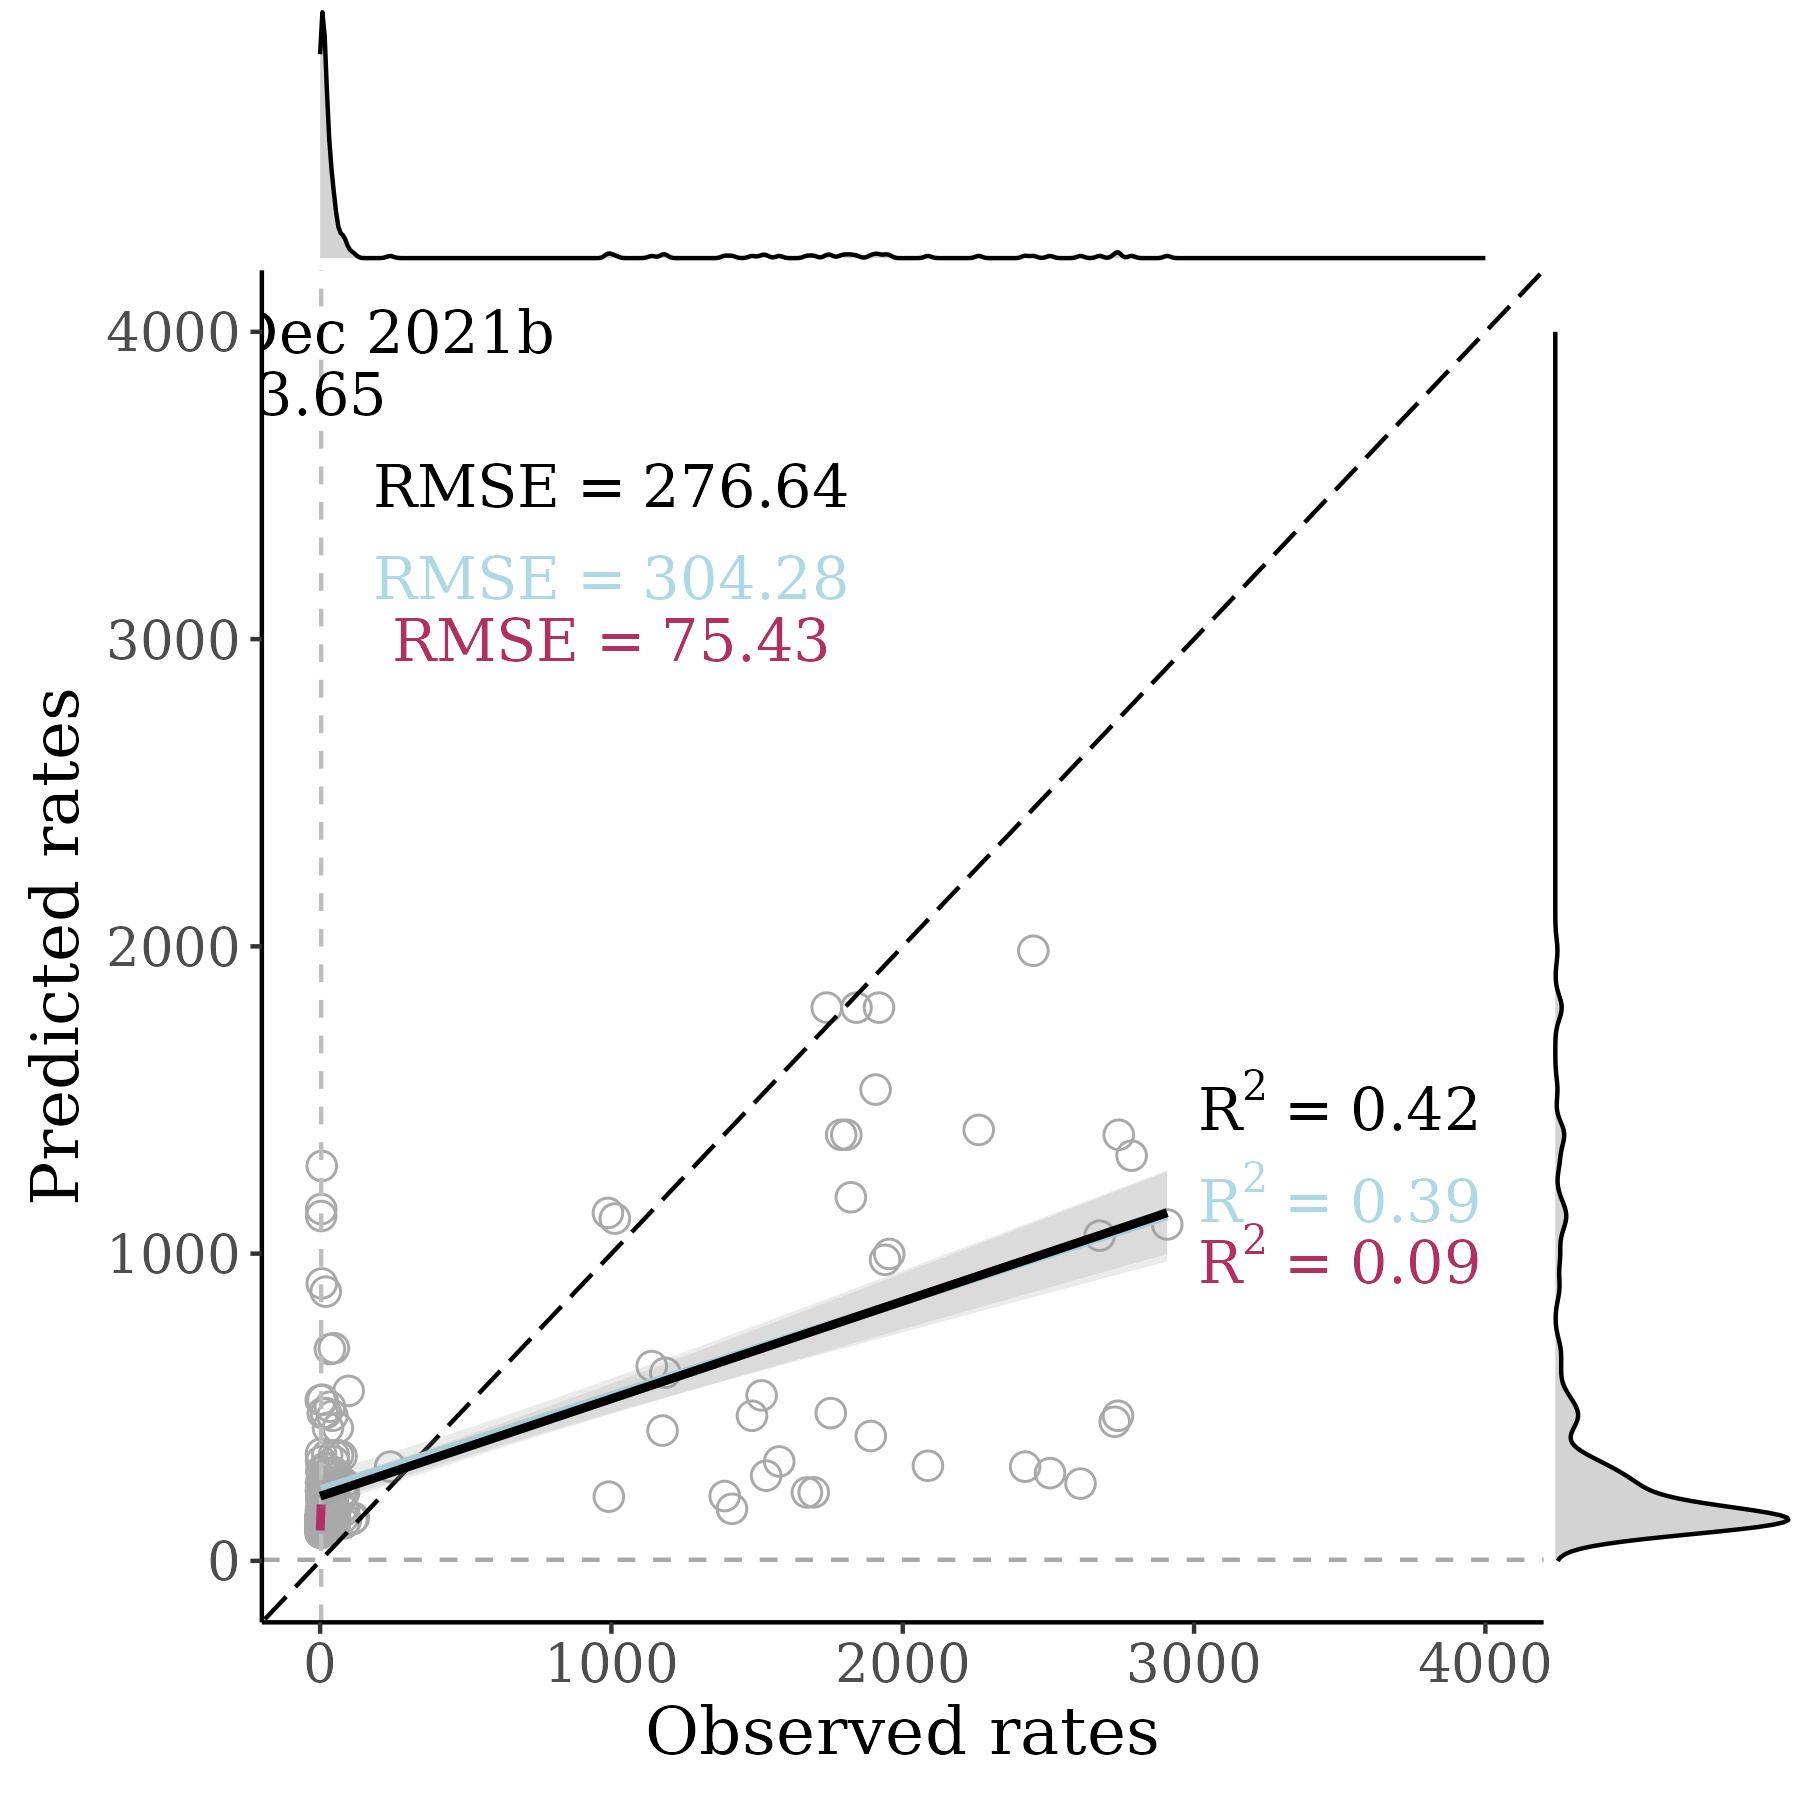 4000
Dec 2021b
3.65
RMSE = 276.64
RMSE = 304.28
RMSE = 75.43
3000
Predicted rates
2000
R² = 0.42
R² = 0.39
R² = 0.09
1000
0
0 1000 2000 3000 4000
Observed rates